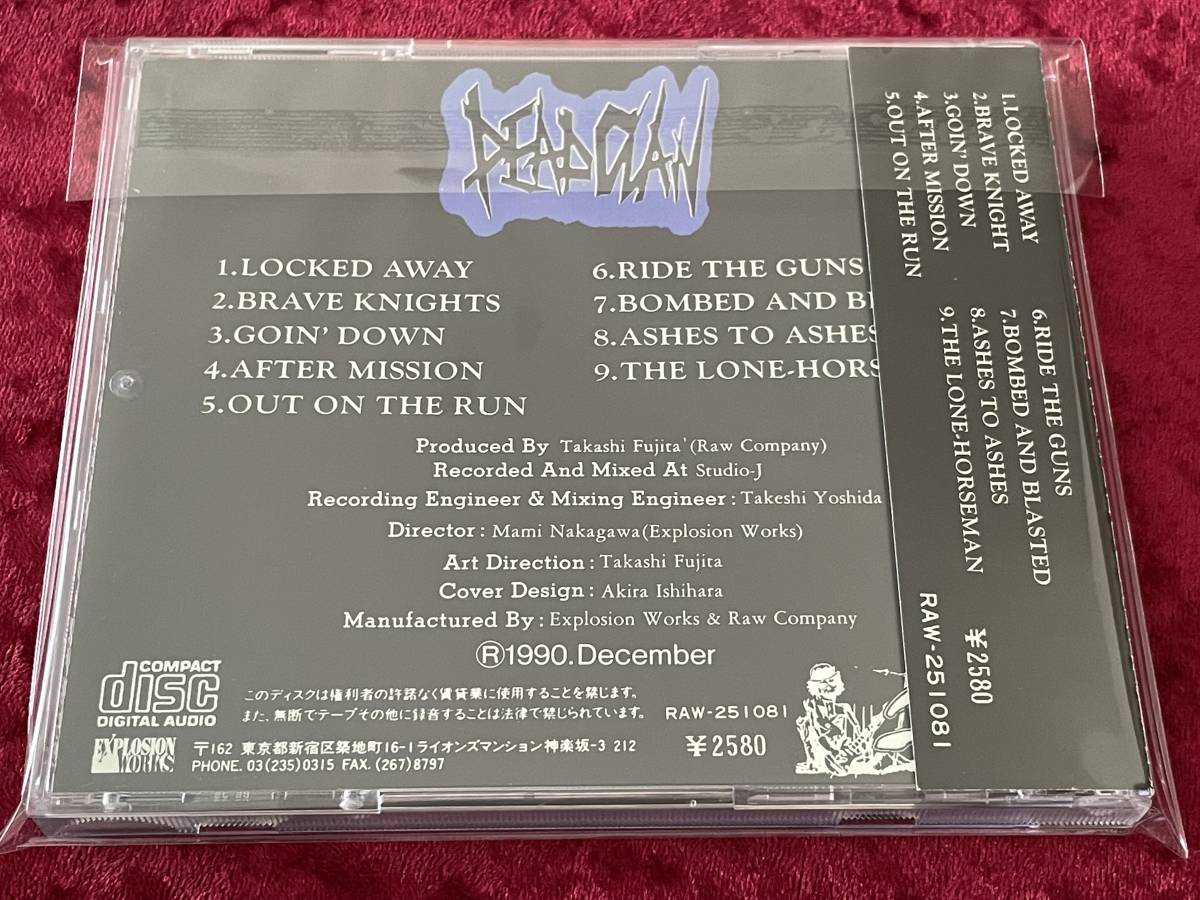 DEAD CLAW
1.LOCKED AWAY
2.BRAVE KNIGHTS
3.GOIN' DOWN
4.AFTER MISSION
5.OUT ON THE RUN
6.RIDE THE GUNS
7.BOMBED AND B
8.ASHES TO ASHES
9.THE LONE-HORS
Produced By Takashi Fujita'(Raw Company)
Recorded And Mixed At Studio-J
Recording Engineer & Mixing Engineer : Takeshi Yoshida
Director : Mami Nakagawa(Explosion Works)
Art Direction : Takashi Fujita
Cover Design : Akira Ishihara
Manufactured By : Explosion Works & Raw Company
Ⓡ1990.December
COMPACT
disc
DIGITAL AUDIO
このディスクは権利者の許諾なく賃貸業に使用することを禁じます。
また、無断でテープその他に録音することは法律で禁じられています。 RAW-251081
EXPLOSION
WORKS
〒162 東京都新宿区築地町16-1ライオンズマンション神楽坂-3 212
PHONE. 03(235)0315 FAX. (267)8797
¥2580
1.LOCKED AWAY
2.BRAVE KNIGHT
3.GOIN' DOWN
4.AFTER MISSION
5.OUT ON THE RUN
6.RIDE THE GUNS
7.BOMBED AND BLASTED
8.ASHES TO ASHES
9.THE LONE-HORSEMAN
¥2580
RAW-251081